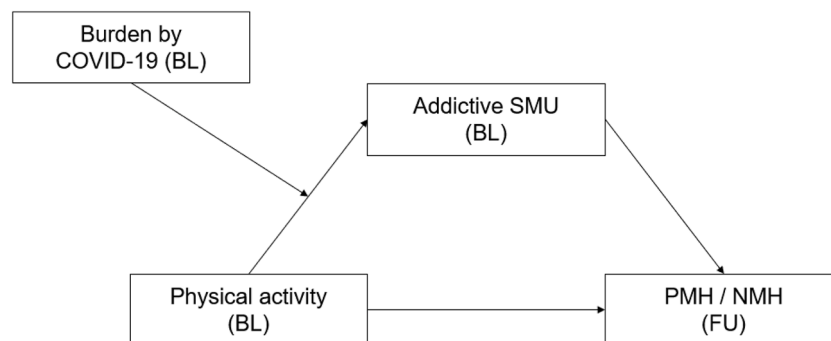 Burden by
COVID-19 (BL)
Addictive SMU
(BL)
Physical activity
(BL)
PMH / NMH
(FU)